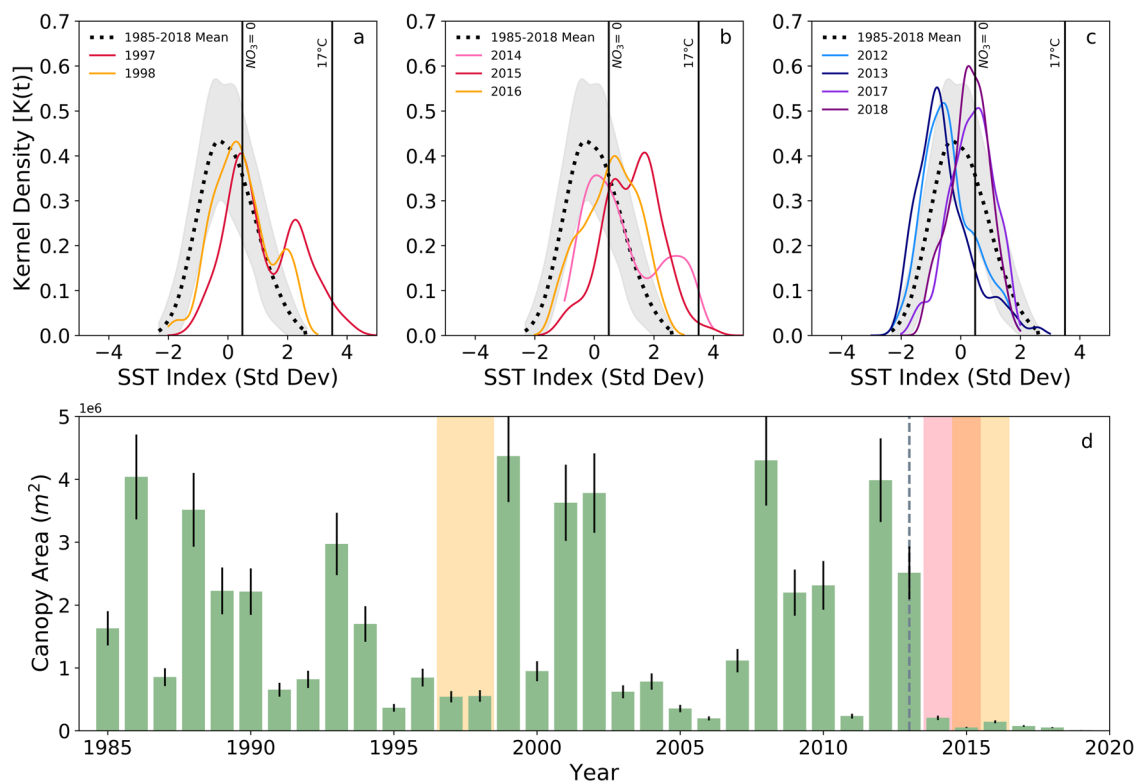 Kernel Density [K(t)]
0.7
0.6
0.5
0.4
0.3
0.2
0.1
0.0
1985-2018 Mean
1997
1998
NO₃= 0
17°C
a
−4 −2 0 2 4
SST Index (Std Dev)
0.7
0.6
0.5
0.4
0.3
0.2
0.1
0.0
1985-2018 Mean
2014
2015
2016
NO₃= 0
17°C
b
−4 −2 0 2 4
SST Index (Std Dev)
0.7
0.6
0.5
0.4
0.3
0.2
0.1
0.0
1985-2018 Mean
2012
2013
2017
2018
NO₃= 0
17°C
c
−4 −2 0 2 4
SST Index (Std Dev)
1e6
d
Canopy Area (m²)
5
4
3
2
1
0
1985 1990 1995 2000 2005 2010 2015 2020
Year